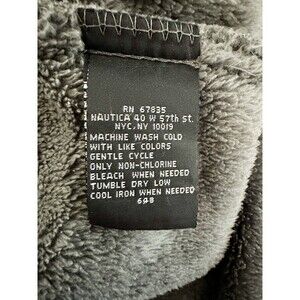 RN 67835
NAUTICA 40 W 57th St.
NYC, NY 10019
MACHINE WASH COLD
WITH LIKE COLORS
GENTLE CYCLE
ONLY NON-CHLORINE
BLEACH WHEN NEEDED
TUMBLE DRY LOW
COOL IRON WHEN NEEDED
648